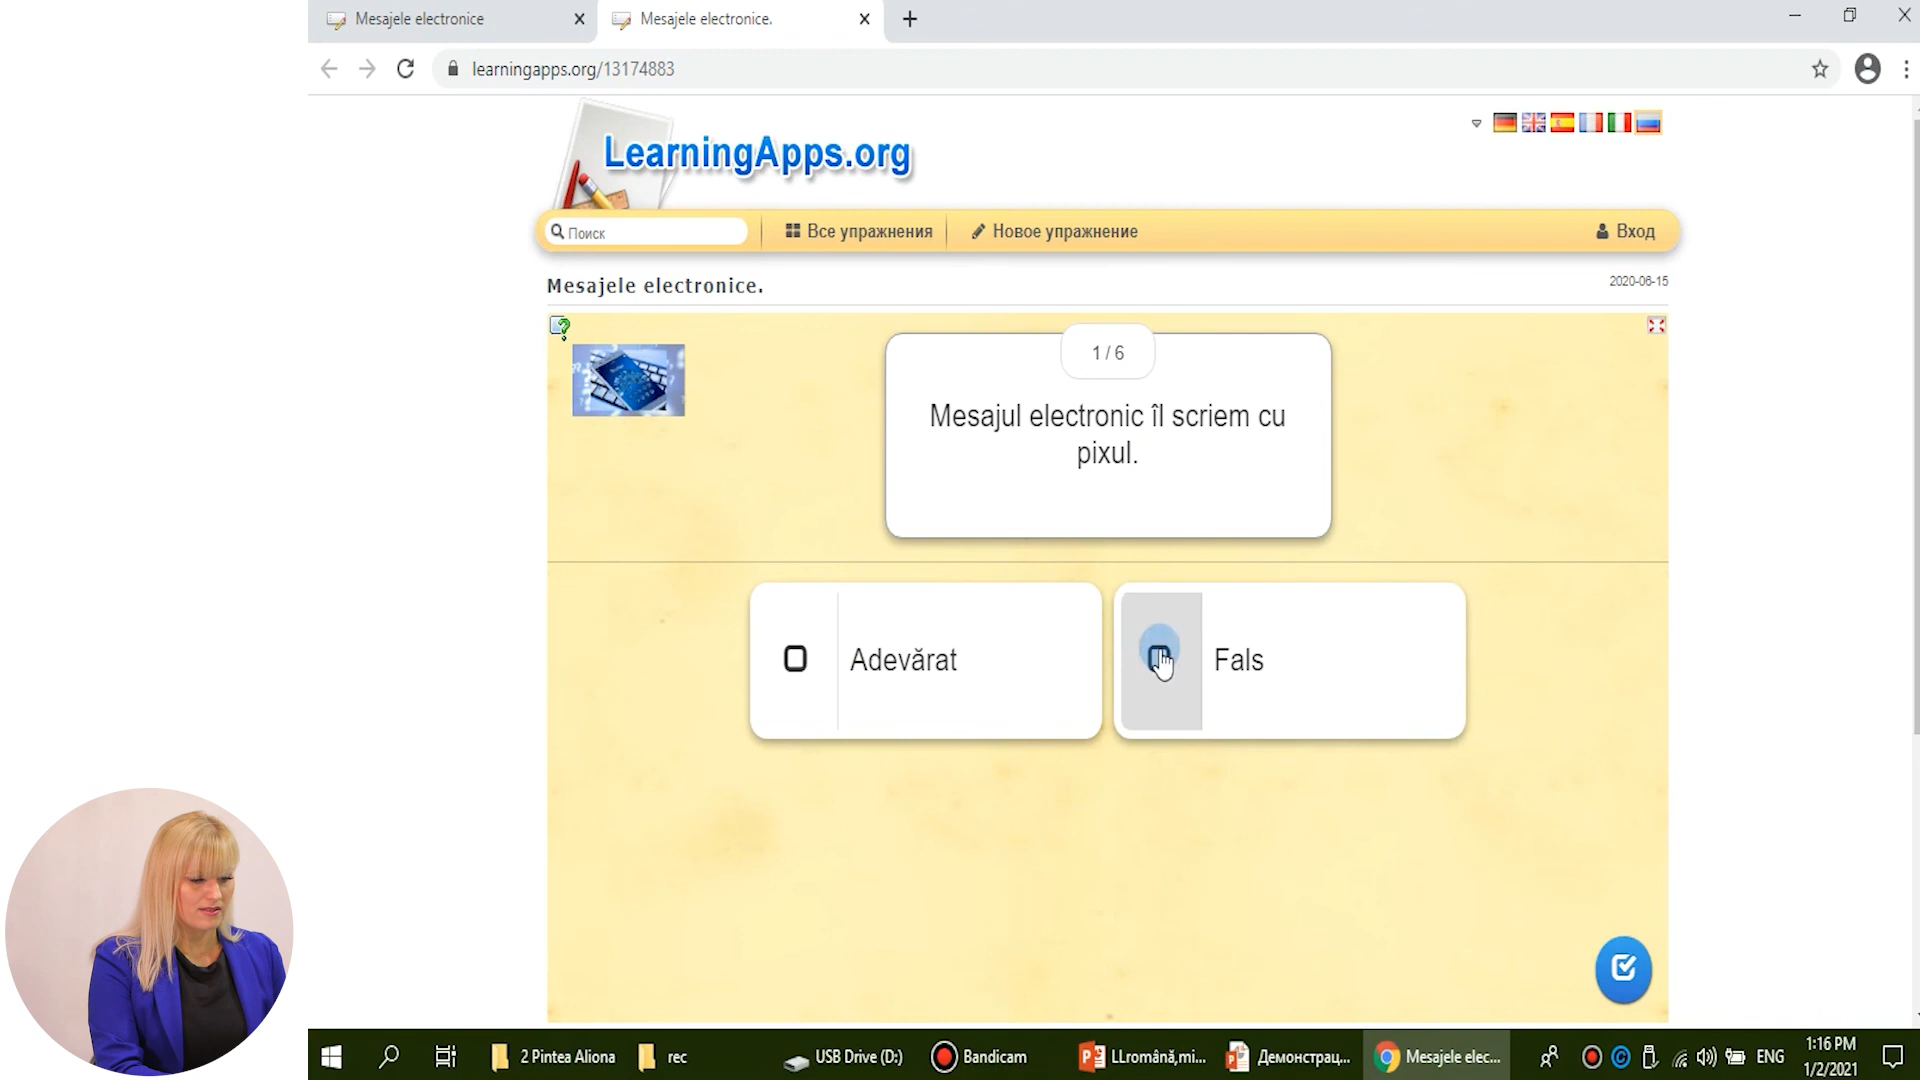 Mesajele electronice
Mesajele electronice.
learningapps.org/13174883
LearningApps.org
Поиск
Все упражнения
Новое упражнение
Вход
Mesajele electronice.
2020-06-15
1 / 6
Mesajul electronic îl scriem cu
pixul.
Adevărat
Fals
2 Pintea Aliona
rec
USB Drive (D:)
Bandicam
LLromână,mi...
Демонстрац...
Mesajele elec...
ENG
1:16 PM
1/2/2021